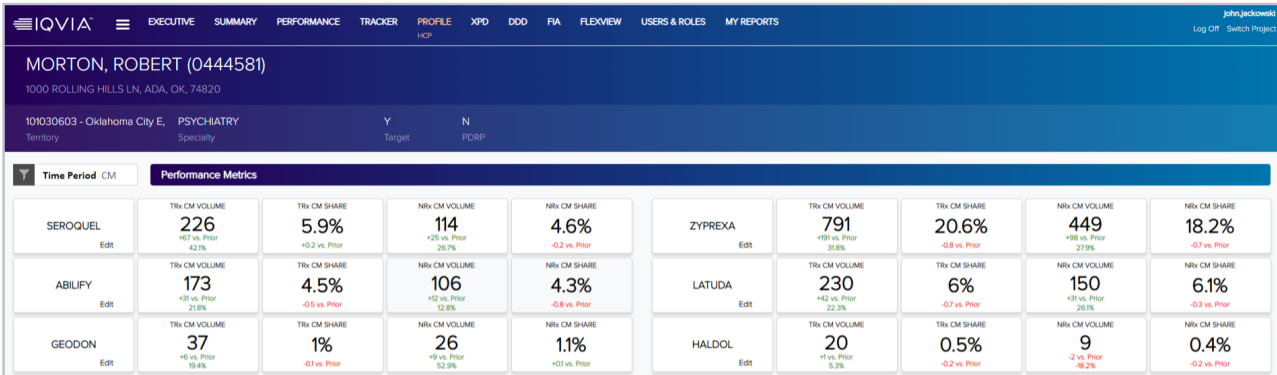 IQVIA™ EXECUTIVE SUMMARY PERFORMANCE TRACKER PROFILE XPD DDD FIA FLEXVIEW USERS & ROLES MY REPORTS john.jackowski
HCP Log Off Switch Project
MORTON, ROBERT (0444581)
1000 ROLLING HILLS LN, ADA, OK, 74820
101030603 - Oklahoma City E, PSYCHIATRY Y N
Territory Specialty Target PDRP
Time Period CM Performance Metrics
TRx CM VOLUME TRx CM SHARE NRx CM VOLUME NRx CM SHARE TRx CM VOLUME TRx CM SHARE NRx CM VOLUME NRx CM SHARE
SEROQUEL 226 5.9% 114 4.6% ZYPREXA 791 20.6% 449 18.2%
Edit +67 vs. Prior +0.2 vs. Prior +25 vs. Prior -0.2 vs. Prior Edit +191 vs. Prior -0.8 vs. Prior +98 vs. Prior -0.7 vs. Prior
42.1% 26.7% 31.8% 27.9%
TRx CM VOLUME TRx CM SHARE NRx CM VOLUME NRx CM SHARE TRx CM VOLUME TRx CM SHARE NRx CM VOLUME NRx CM SHARE
ABILIFY 173 4.5% 106 4.3% LATUDA 230 6% 150 6.1%
Edit +31 vs. Prior -0.5 vs. Prior +12 vs. Prior -0.8 vs. Prior Edit +42 vs. Prior -0.7 vs. Prior +31 vs. Prior -0.3 vs. Prior
21.8% 12.8% 22.3% 26.1%
TRx CM VOLUME TRx CM SHARE NRx CM VOLUME NRx CM SHARE TRx CM VOLUME TRx CM SHARE NRx CM VOLUME NRx CM SHARE
GEODON 37 1% 26 1.1% HALDOL 20 0.5% 9 0.4%
Edit +6 vs. Prior -0.1 vs. Prior +9 vs. Prior +0.1 vs. Prior Edit +1 vs. Prior -0.2 vs. Prior -2 vs. Prior -0.2 vs. Prior
19.4% 52.9% 5.3% -18.2%